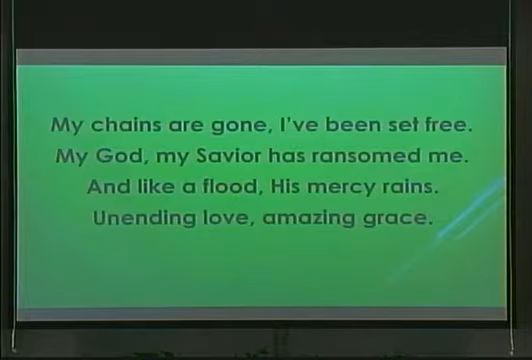 My chains are gone, I've been set free.
My God, my Savior has ransomed me.
And like a flood, His mercy rains.
Unending love, amazing grace.